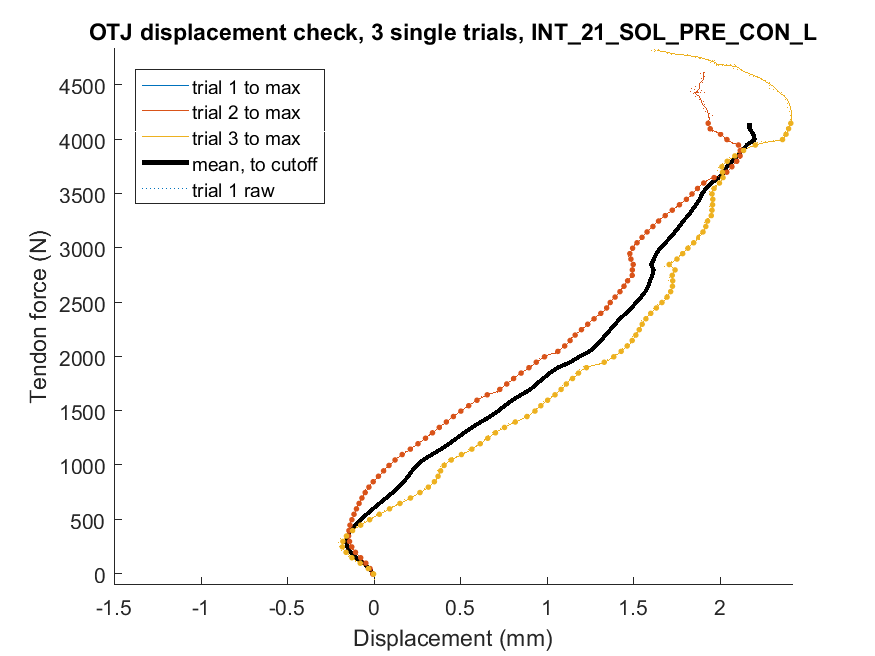 OTJ displacement check, 3 single trials, INT_21_SOL_PRE_CON_L
trial 1 to max
trial 2 to max
trial 3 to max
mean, to cutoff
trial 1 raw
Tendon force (N)
4500
4000
3500
3000
2500
2000
1500
1000
500
0
-1.5 -1 -0.5 0 0.5 1 1.5 2
Displacement (mm)